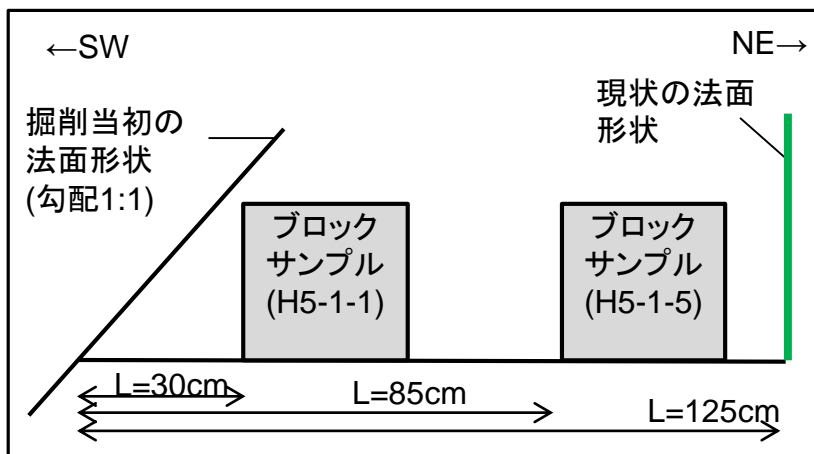 ←SW
NE→
掘削当初の
法面形状
(勾配1:1)
現状の法面
形状
ブロック
サンプル
(H5-1-1)
ブロック
サンプル
(H5-1-5)
L=30cm
L=85cm
L=125cm